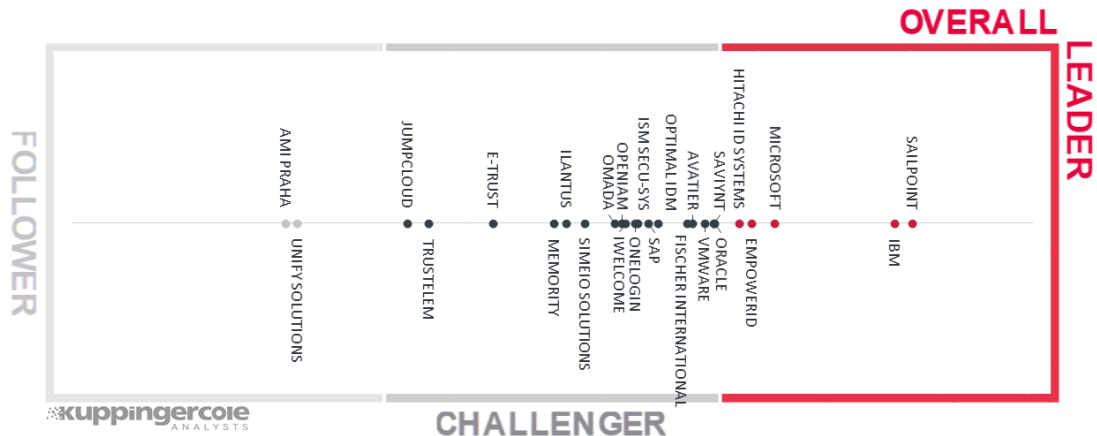 OVERALL
LEADER
FOLLOWER
AMI PRAHA
UNIFY SOLUTIONS
JUMPCLOUD
TRUSTELEM
E-TRUST
MEMORITY
ILANTUS
SIMEIO SOLUTIONS
OMADA
OPENIAM
IWELCOME
ISM SECU-SYS
ONELOGIN
SAP
OPTIMAL IDM
FISCHER INTERNATIONAL
AVATIER
VMWARE
SAVIYNT
ORACLE
HITACHI ID SYSTEMS
EMPOWERID
MICROSOFT
IBM
SAILPOINT
kuppingercole
ANALYSTS
CHALLENGER